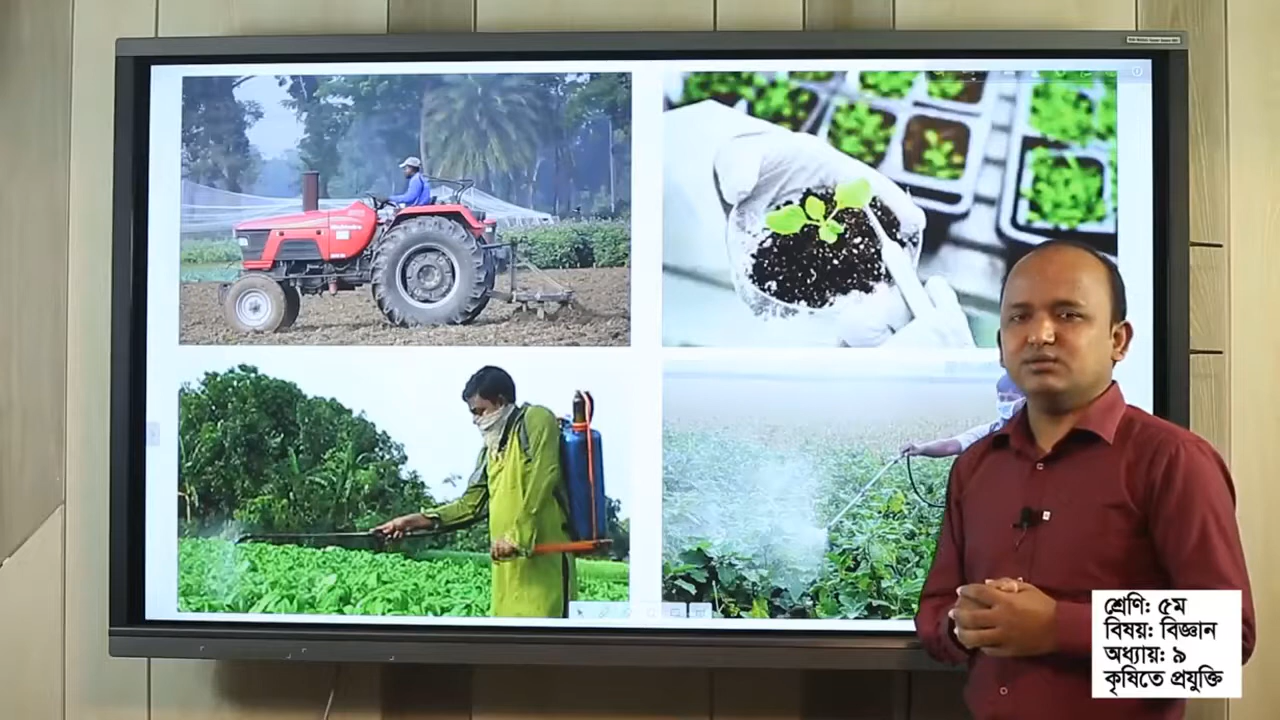 শ্রেণি: ৫ম
বিষয়: বিজ্ঞান
অধ্যায়: ৯
কৃষিতে প্রযুক্তি